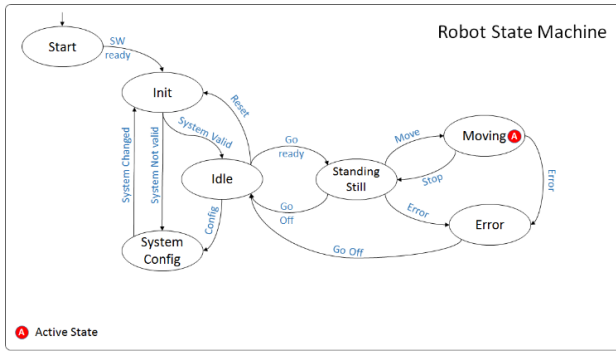 Robot State Machine
Start
SW
ready
Init
Reset
System Valid
System Changed
System Not valid
Idle
Go
ready
Standing
Still
Move
Moving
A
Stop
Error
Error
Error
Go
Off
Config
System
Config
Go Off
A Active State